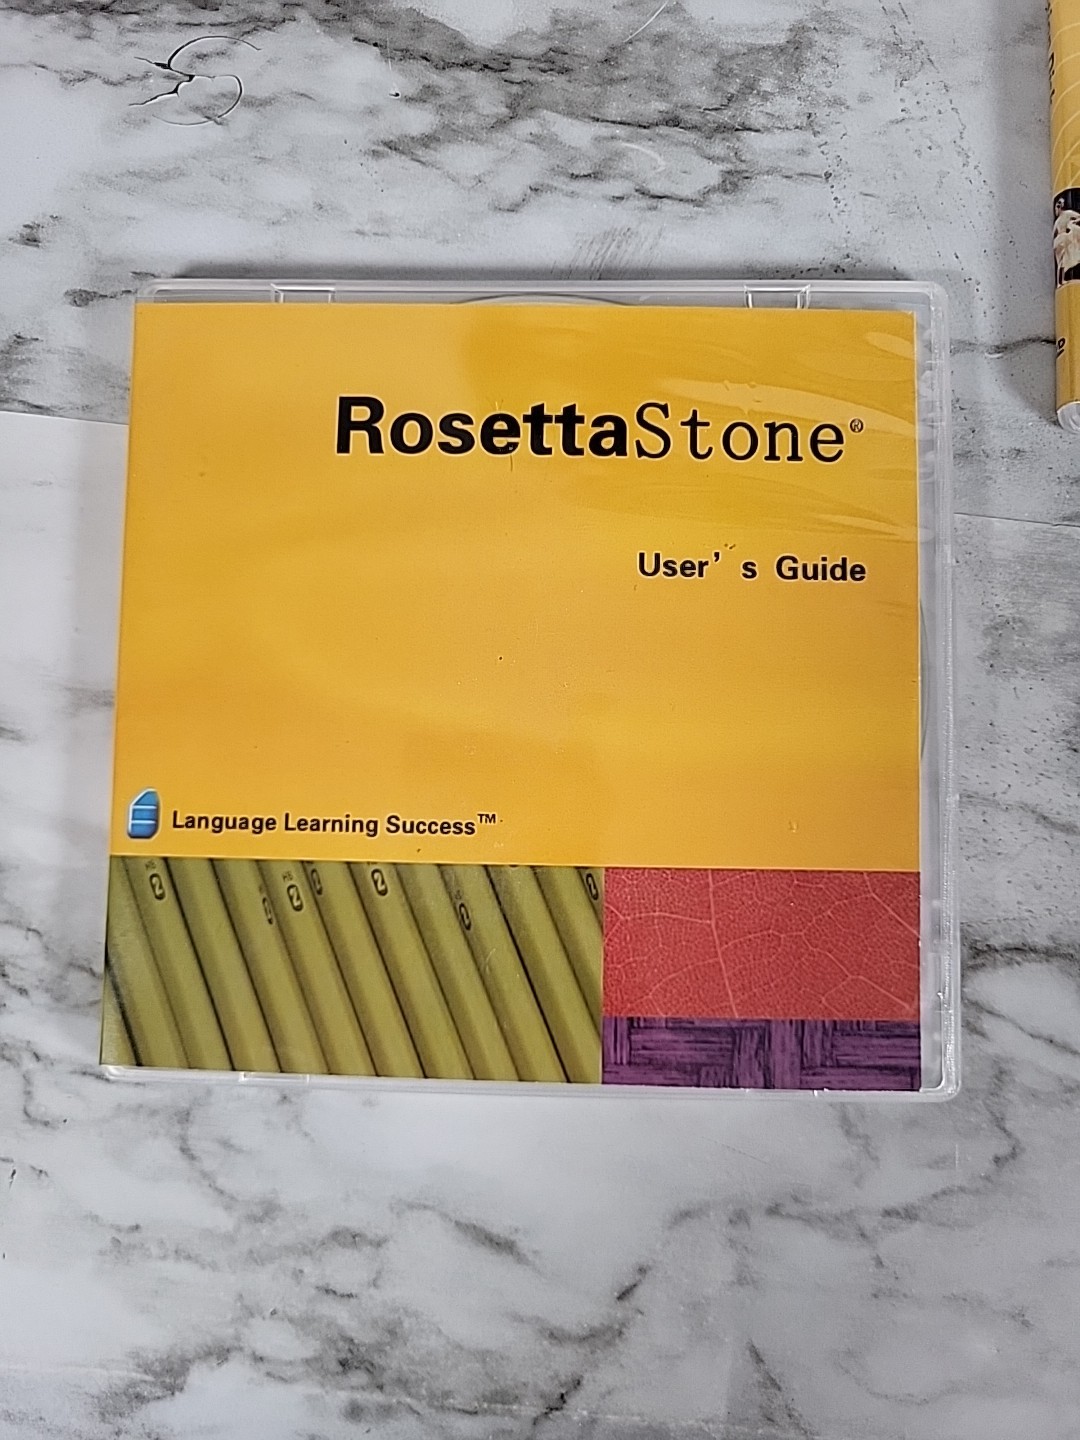 RosettaStone®
User’ s Guide
Language Learning Success™